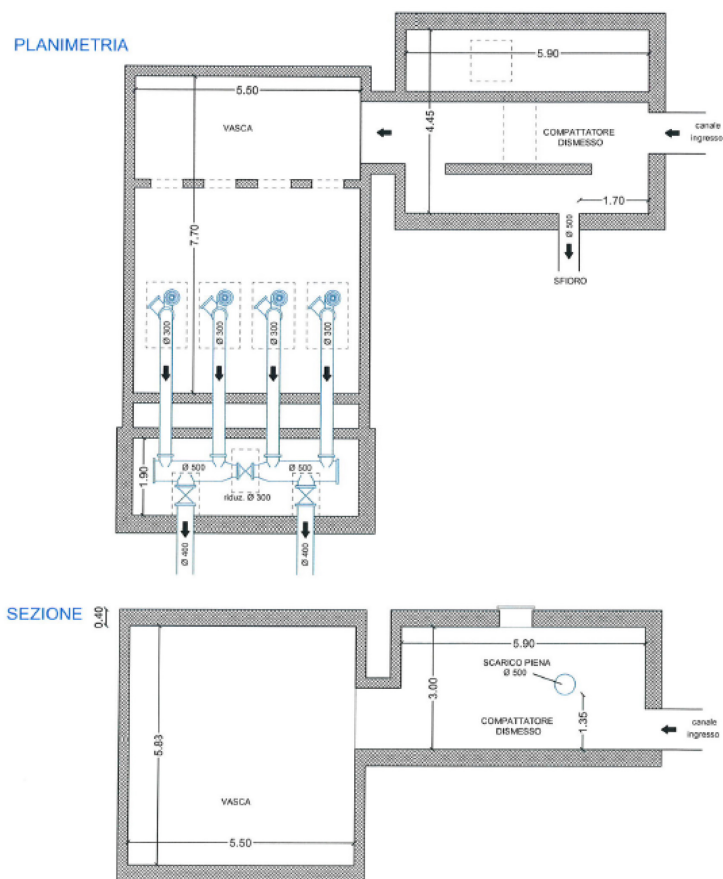 PLANIMETRIA
5.90
5.50
VASCA
4.45
COMPATTATORE
DISMESSO
canale
ingresso
1.70
Ø 500
SFIORO
7.70
Ø 300
Ø 300
Ø 300
Ø 300
1.90
Ø 500
Ø 500
riduz. Ø 300
Ø 400
Ø 400
SEZIONE
0.40
5.90
SCARICO PIENA
Ø 500
3.00
1.35
COMPATTATORE
DISMESSO
canale
ingresso
5.83
VASCA
5.50